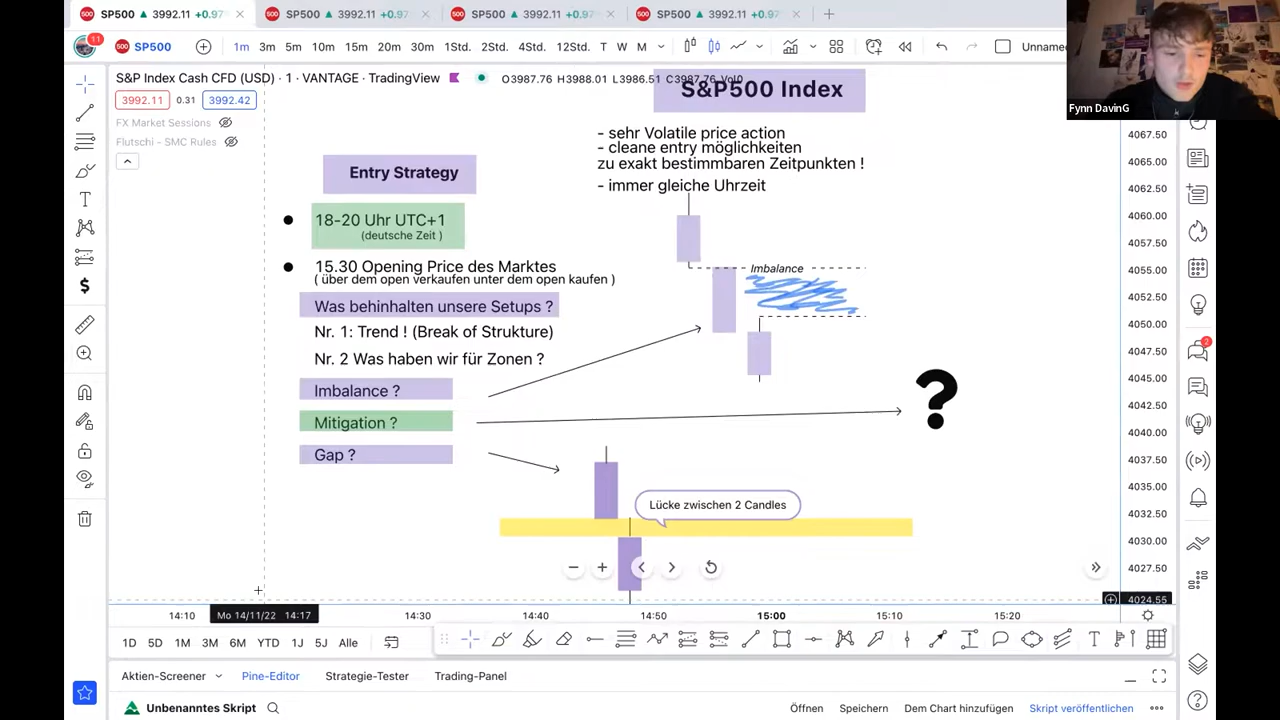 SP500 ▲ 3992.11 +0.97
SP500 ▲ 3992.11 +0.97
SP500 ▲ 3992.11 +0.97
SP500 ▲ 3992.11 +0.97
11
500 SP500
1m 3m 5m 10m 15m 20m 30m 1Std. 2Std. 4Std. 12Std. T W M
Unname
Fynn DavinG
S&P Index Cash CFD (USD) · 1 · VANTAGE · TradingView
O3987.76 H3988.01 L3986.51 C3987.76 Vol0
3992.11 0.31 3992.42
FX Market Sessions
Flutschi - SMC Rules
S&P500 Index
- sehr Volatile price action
- cleane entry möglichkeiten
zu exakt bestimmbaren Zeitpunkten !
- immer gleiche Uhrzeit
Entry Strategy
18-20 Uhr UTC+1
(deutsche Zeit )
15.30 Opening Price des Marktes
( über dem open verkaufen unter dem open kaufen )
Was behinhalten unsere Setups ?
Nr. 1: Trend ! (Break of Strukture)
Nr. 2 Was haben wir für Zonen ?
Imbalance ?
Mitigation ?
Gap ?
Imbalance
?
Lücke zwischen 2 Candles
4067.50
4065.00
4062.50
4060.00
4057.50
4055.00
4052.50
4050.00
4047.50
4045.00
4042.50
4040.00
4037.50
4035.00
4032.50
4030.00
4027.50
4024.55
2
14:10 Mo 14/11/22 14:17 14:30 14:40 14:50 15:00 15:10 15:20
1D 5D 1M 3M 6M YTD 1J 5J Alle
Aktien-Screener Pine-Editor Strategie-Tester Trading-Panel
Unbenanntes Skript
Öffnen Speichern Dem Chart hinzufügen Skript veröffentlichen